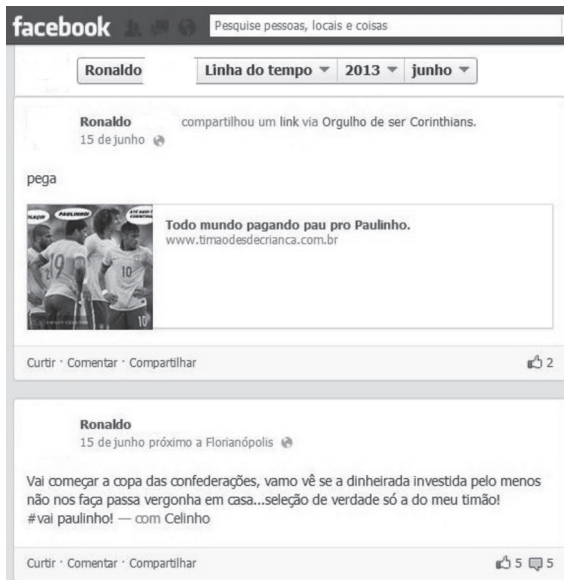 facebook Pesquise pessoas, locais e coisas
Ronaldo Linha do tempo 2013 junho
Ronaldo compartilhou um link via Orgulho de ser Corinthians.
15 de junho
pega
PAULINHO!
19
10
10
Todo mundo pagando pau pro Paulinho.
www.timaodesdecrianca.com.br
Curtir · Comentar · Compartilhar 2
Ronaldo
15 de junho próximo a Florianópolis
Vai começar a copa das confederações, vamo vê se a dinheirada investida pelo menos
não nos faça passa vergonha em casa...seleção de verdade só a do meu timão!
#vai paulinho! — com Celinho
Curtir · Comentar · Compartilhar 5 5